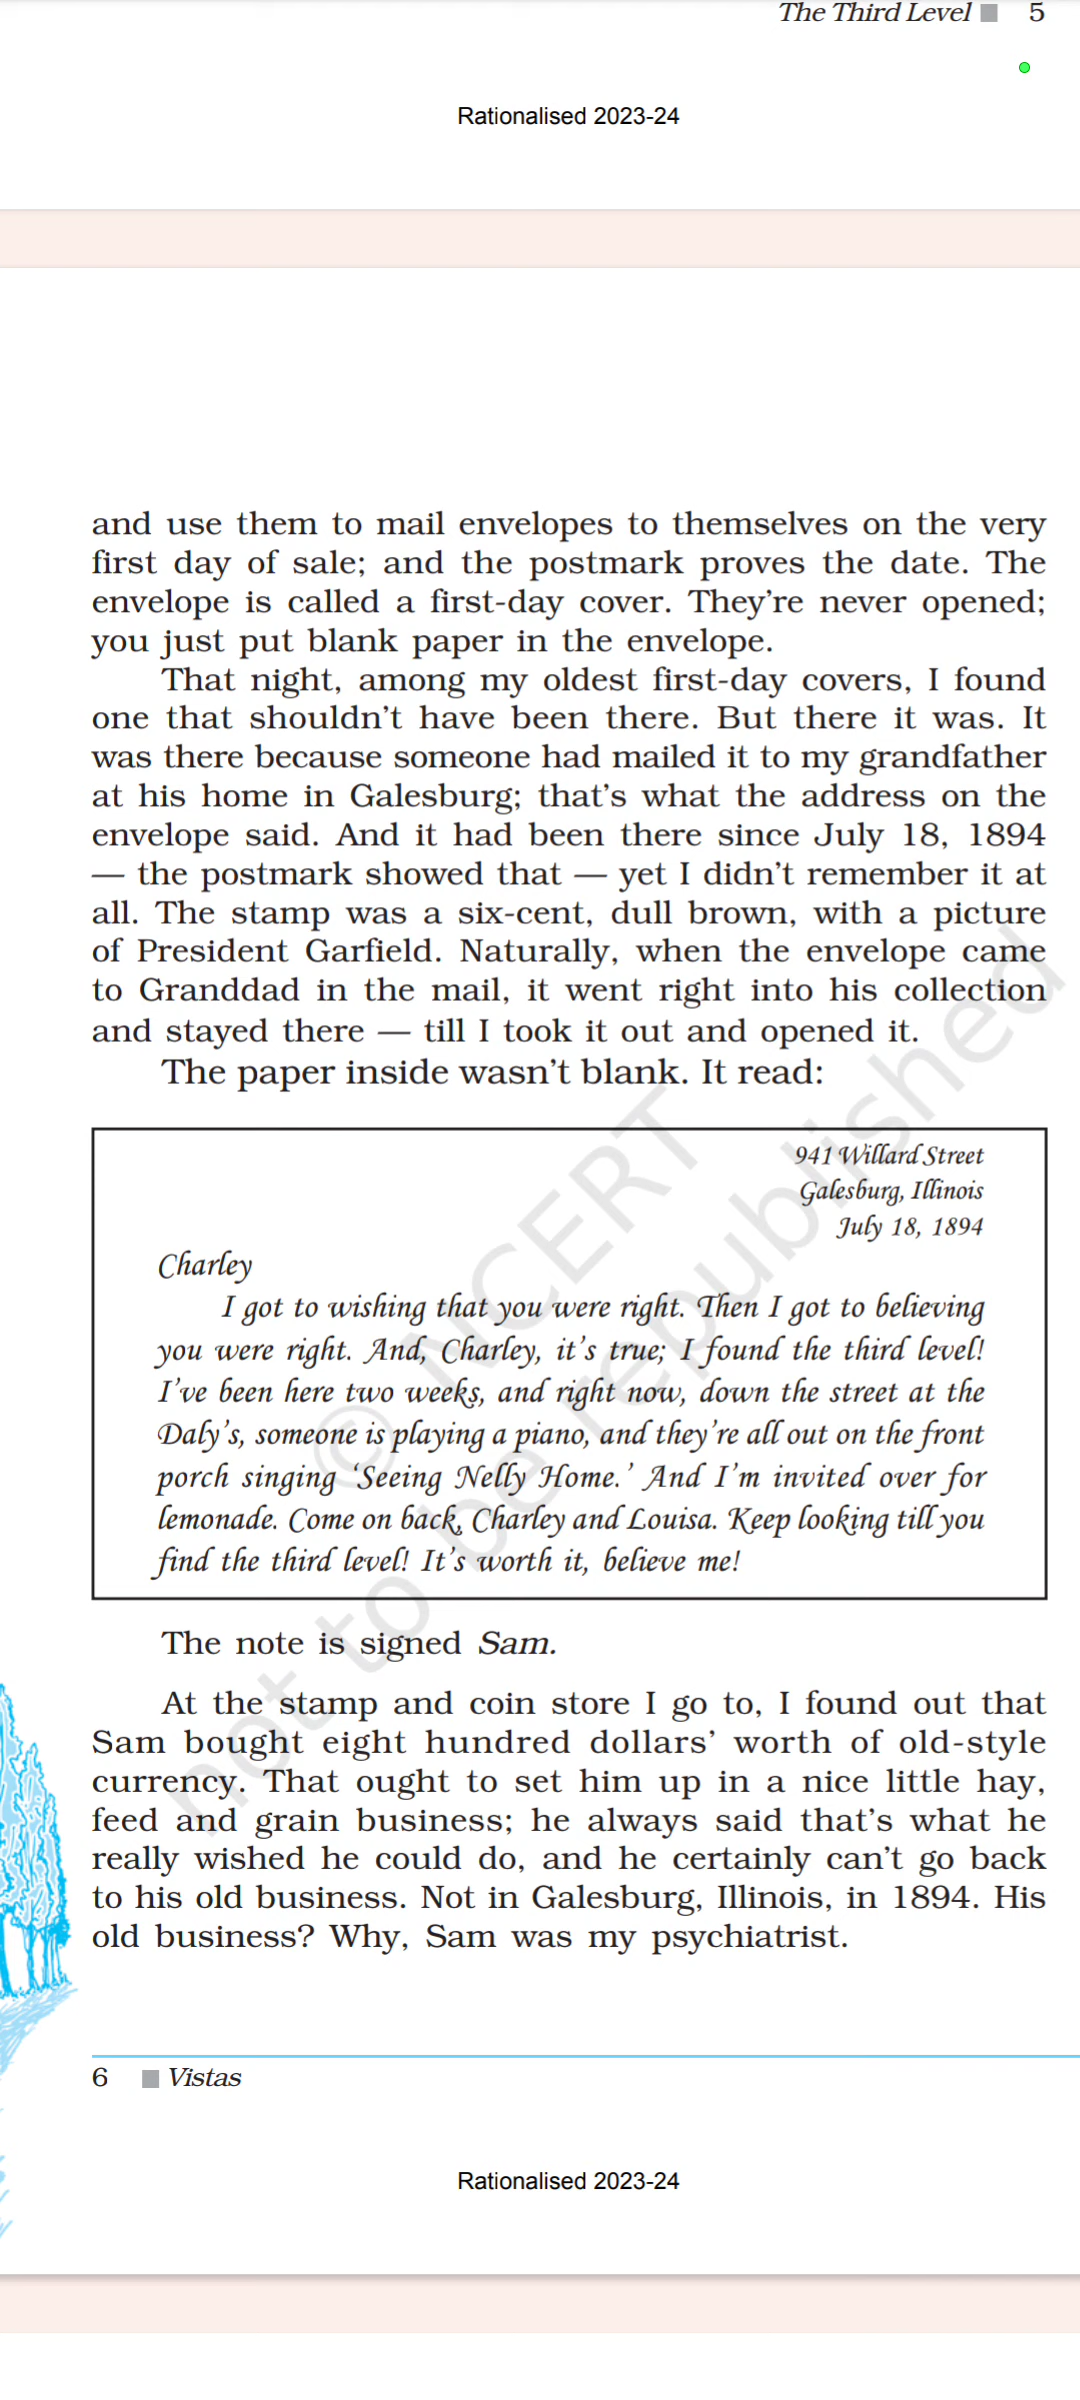 The Third Level 5
Rationalised 2023-24
and use them to mail envelopes to themselves on the very
first day of sale; and the postmark proves the date. The
envelope is called a first-day cover. They’re never opened;
you just put blank paper in the envelope.
That night, among my oldest first-day covers, I found
one that shouldn’t have been there. But there it was. It
was there because someone had mailed it to my grandfather
at his home in Galesburg; that’s what the address on the
envelope said. And it had been there since July 18, 1894
— the postmark showed that — yet I didn’t remember it at
all. The stamp was a six-cent, dull brown, with a picture
of President Garfield. Naturally, when the envelope came
to Granddad in the mail, it went right into his collection
and stayed there — till I took it out and opened it.
The paper inside wasn’t blank. It read:
941 Willard Street
Galesburg, Illinois
July 18, 1894
Charley
I got to wishing that you were right. Then I got to believing
you were right. And, Charley, it’s true; I found the third level!
I’ve been here two weeks, and right now, down the street at the
Daly’s, someone is playing a piano, and they’re all out on the front
porch singing ‘Seeing Nelly Home.’ And I’m invited over for
lemonade. Come on back, Charley and Louisa. Keep looking till you
find the third level! It’s worth it, believe me!
The note is signed Sam.
At the stamp and coin store I go to, I found out that
Sam bought eight hundred dollars’ worth of old-style
currency. That ought to set him up in a nice little hay,
feed and grain business; he always said that’s what he
really wished he could do, and he certainly can’t go back
to his old business. Not in Galesburg, Illinois, in 1894. His
old business? Why, Sam was my psychiatrist.
6 Vistas
Rationalised 2023-24
© NCERT
not to be republished